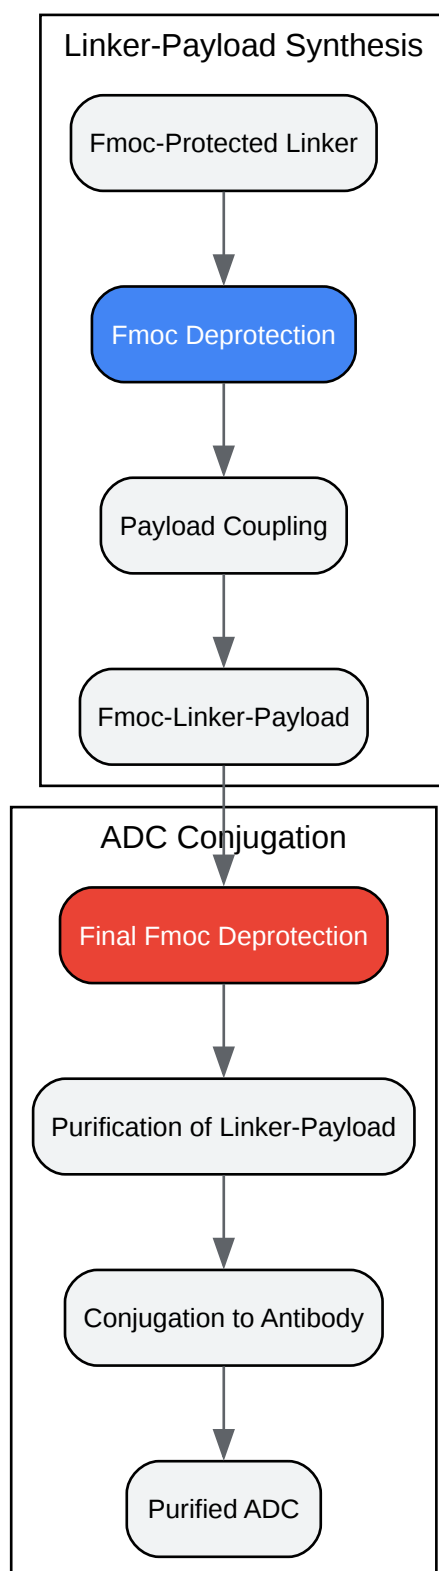 Linker-Payload Synthesis
Fmoc-Protected Linker
Fmoc Deprotection
Payload Coupling
Fmoc-Linker-Payload
ADC Conjugation
Final Fmoc Deprotection
Purification of Linker-Payload
Conjugation to Antibody
Purified ADC